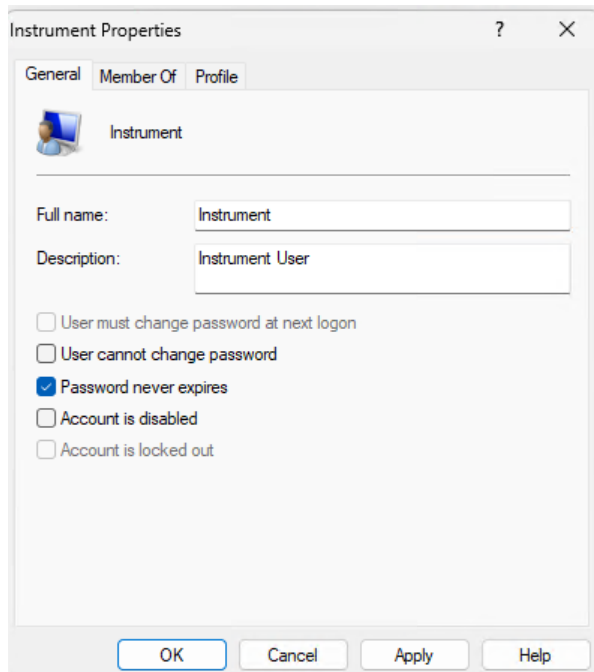 Instrument Properties ? ×
General Member Of Profile
Instrument
Full name: Instrument
Description: Instrument User
User must change password at next logon
User cannot change password
Password never expires
Account is disabled
Account is locked out
OK Cancel Apply Help